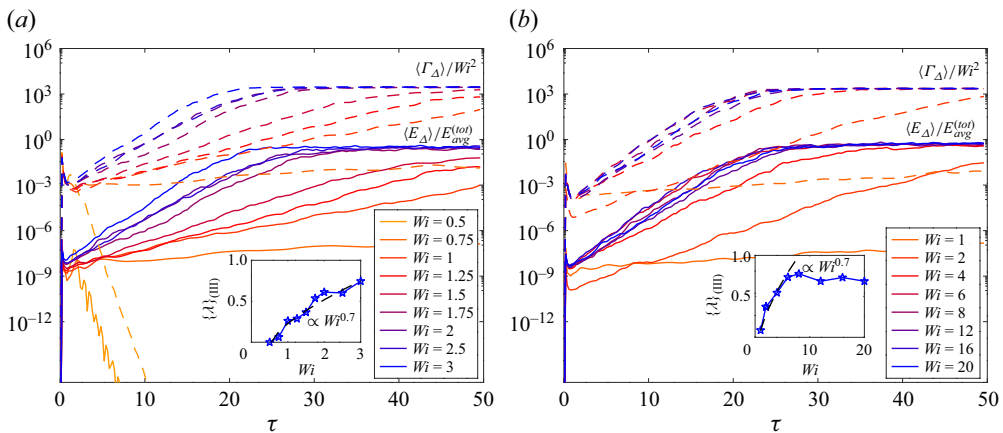 (a)
10^6
10^3
10^0
10^−3
10^−6
10^−9
10^−12
0 10 20 30 40 50
τ
⟨Γ_Δ⟩/Wi^2
⟨E_Δ⟩/E_avg^(tot)
Wi = 0.5
Wi = 0.75
Wi = 1
Wi = 1.25
Wi = 1.5
Wi = 1.75
Wi = 2
Wi = 2.5
Wi = 3
1.0
0.5
0 1 2 3
{λ}_(III)
∝ Wi^0.7
Wi
(b)
10^6
10^3
10^0
10^−3
10^−6
10^−9
10^−12
0 10 20 30 40 50
τ
⟨Γ_Δ⟩/Wi^2
⟨E_Δ⟩/E_avg^(tot)
Wi = 1
Wi = 2
Wi = 4
Wi = 6
Wi = 8
Wi = 12
Wi = 16
Wi = 20
1.0
0.5
0 10 20
{λ}_(III)
∝ Wi^0.7
Wi